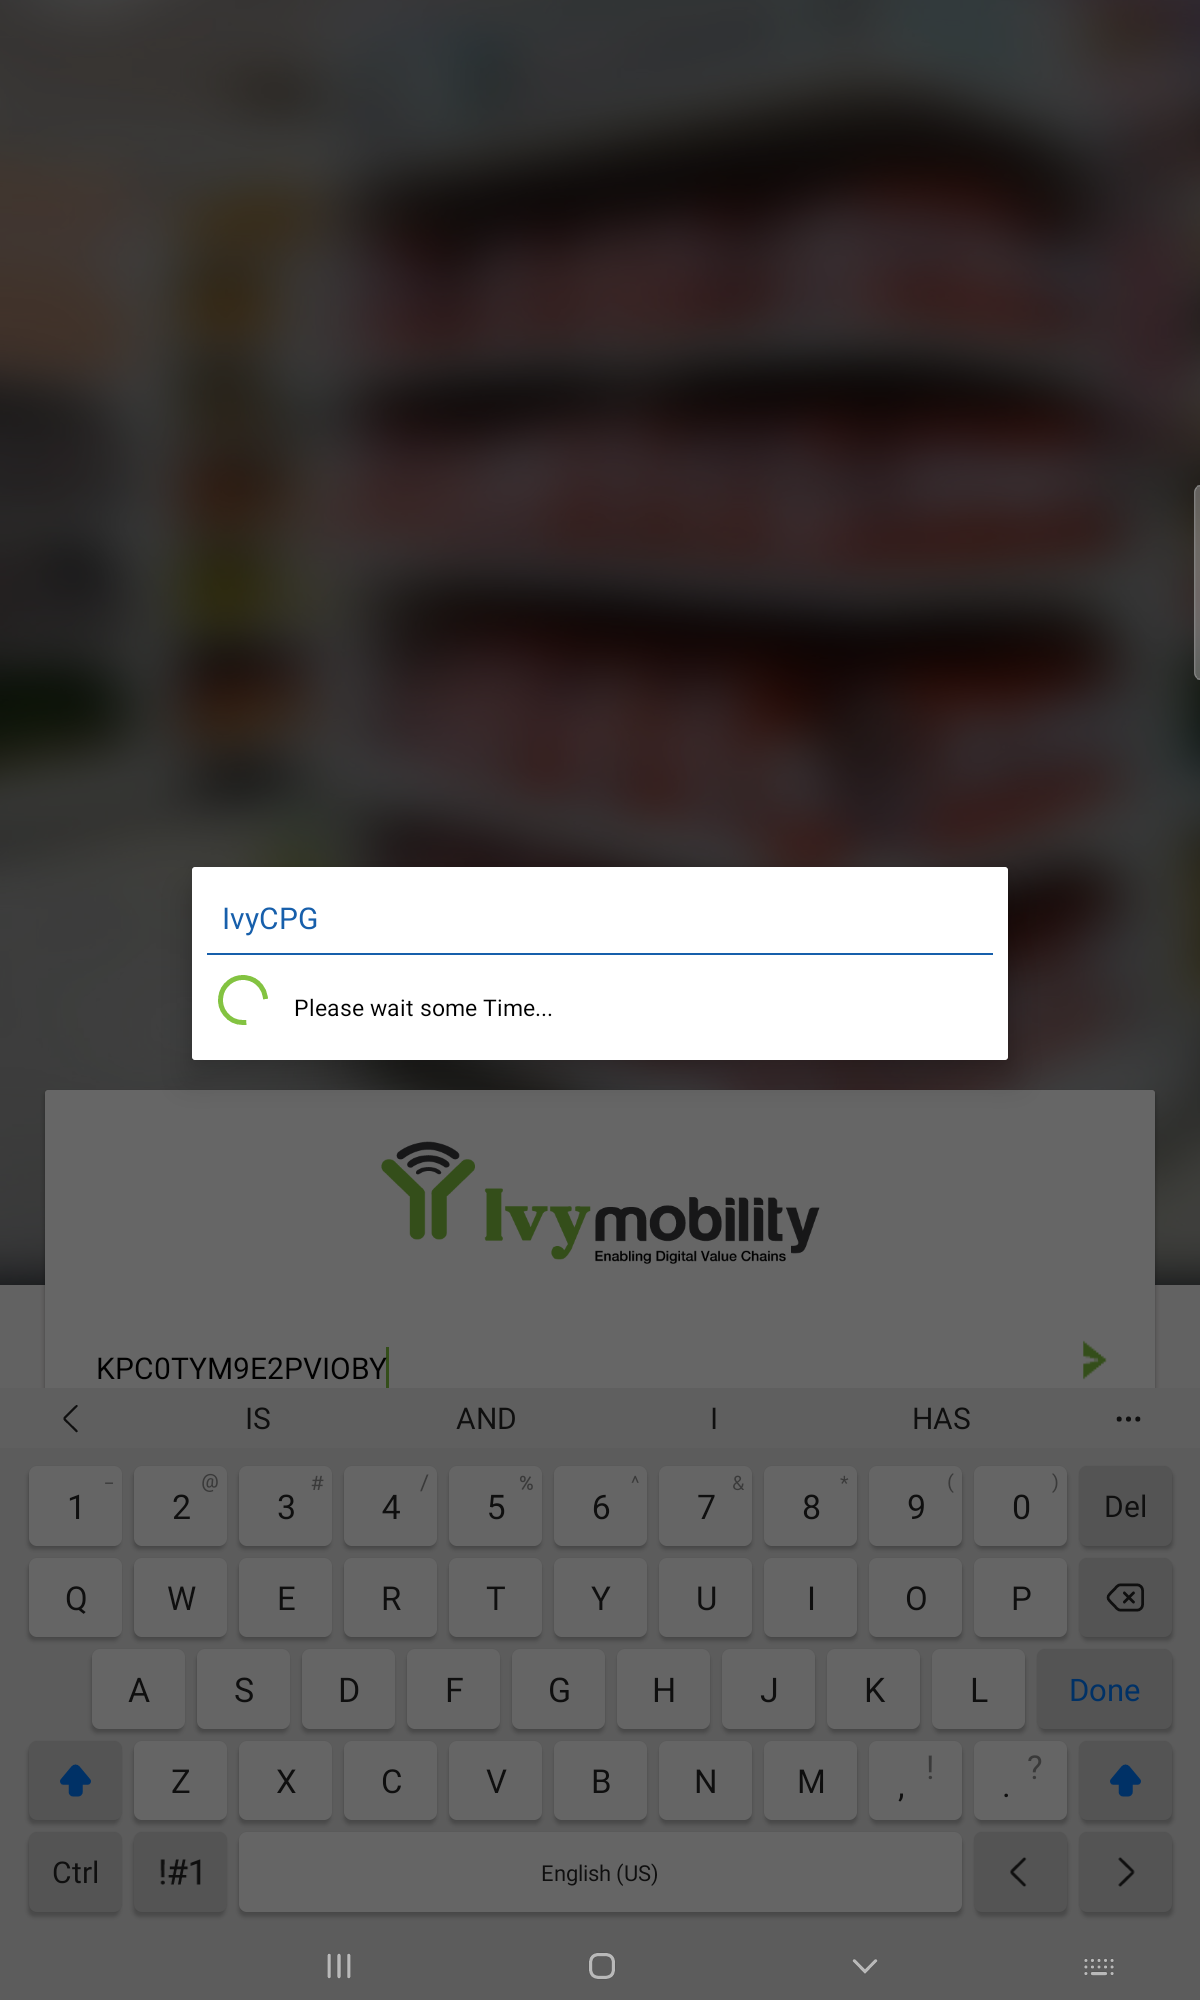 IvyCPG
Please wait some Time...
Ivymobility
Enabling Digital Value Chains
KPC0TYM9E2PVIOBY
IS AND I HAS
1 - 2 @ 3 # 4 / 5 % 6 ^ 7 & 8 * 9 ( 0 ) Del
Q W E R T Y U I O P
A S D F G H J K L Done
Z X C V B N M , ! . ?
Ctrl !#1 English (US)